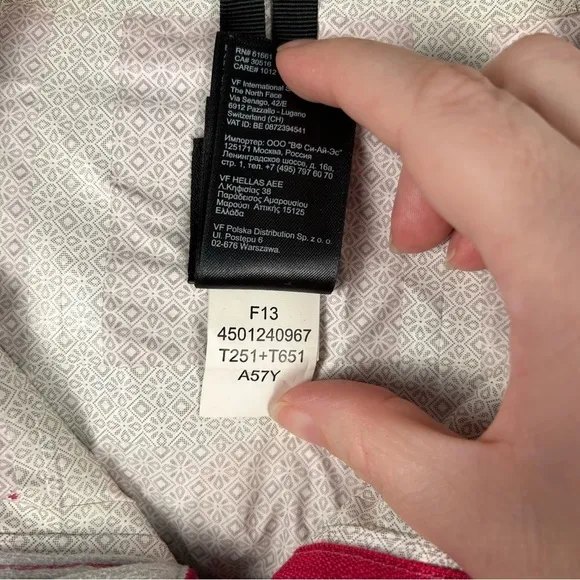 RN# 61661
CA# 30516
CARE# 1012
VF International S
The North Face
Via Senago, 42/E
6912 Pazzallo - Lugano
Switzerland (CH)
VAT ID: BE 0872394541
Импортер: ООО "ВФ Си-Ай-Эс"
125171 Москва, Россия
Ленинградское шоссе, д. 16а,
стр. 1, тел. +7 (495) 797 60 70
VF HELLAS AEE
Λ.Κηφισίας 38
Παράδεισος Αμαρουσίου
Μαρούσι Αττικής 15125
Ελλάδα
VF Polska Distribution Sp. z o. o.
Ul. Postępu 6
02-676 Warszawa.
F13
4501240967
T251+T651
A57Y